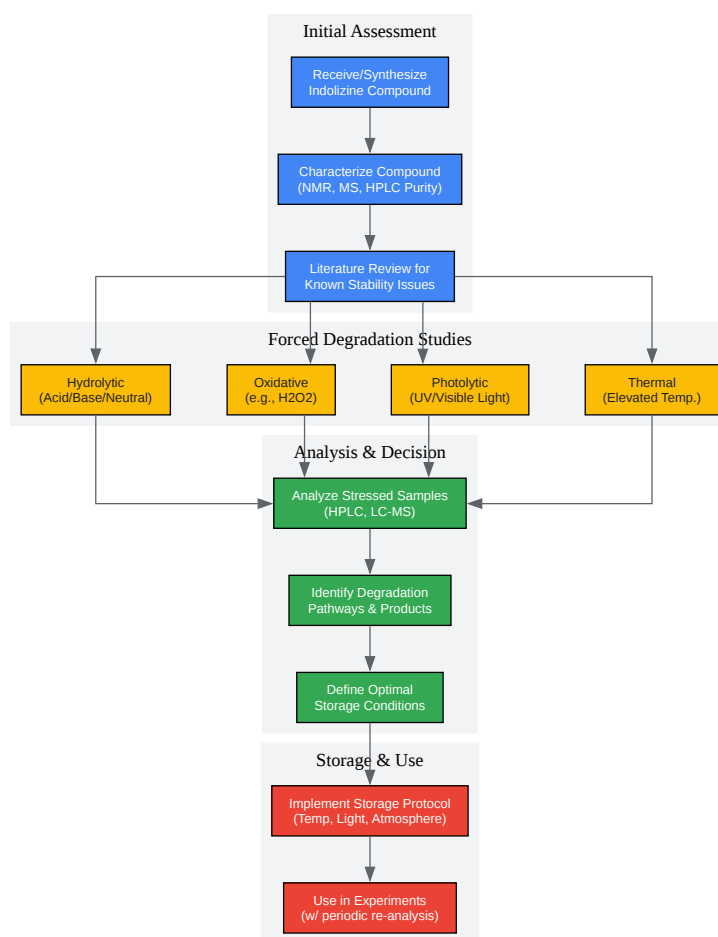 Initial Assessment
Receive/Synthesize
Indolizine Compound
Characterize Compound
(NMR, MS, HPLC Purity)
Literature Review for
Known Stability Issues
Forced Degradation Studies
Hydrolytic
(Acid/Base/Neutral)
Oxidative
(e.g., H2O2)
Photolytic
(UV/Visible Light)
Thermal
(Elevated Temp.)
Analysis & Decision
Analyze Stressed Samples
(HPLC, LC-MS)
Identify Degradation
Pathways & Products
Define Optimal
Storage Conditions
Storage & Use
Implement Storage Protocol
(Temp, Light, Atmosphere)
Use in Experiments
(w/ periodic re-analysis)